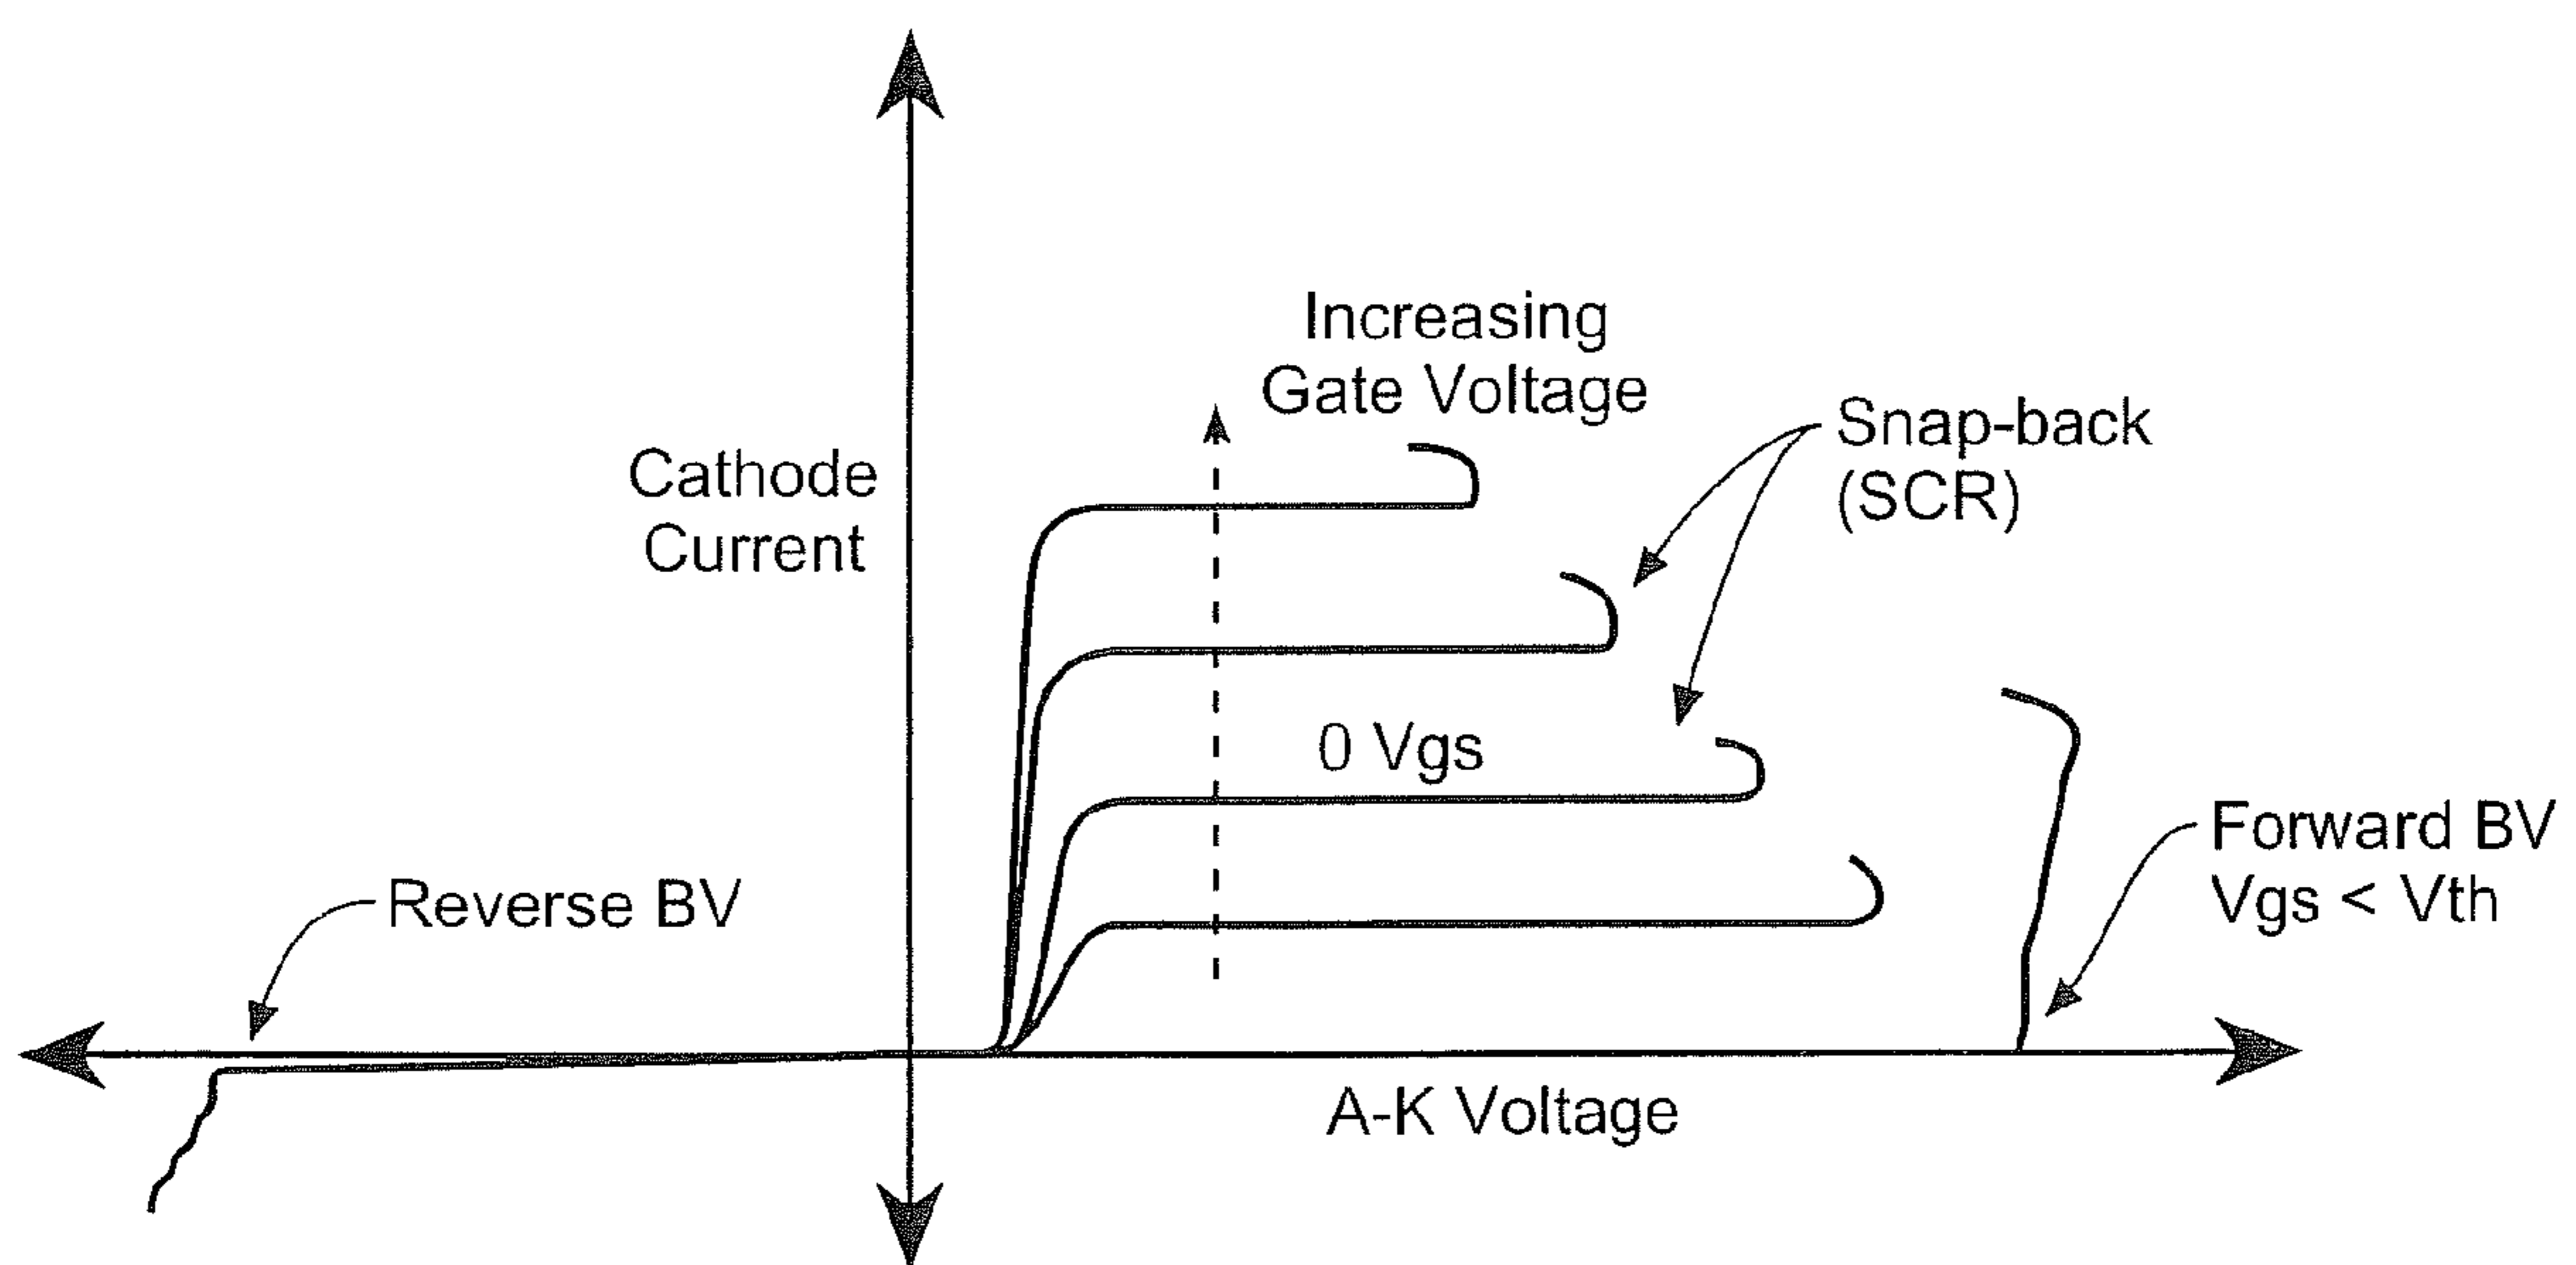 Increasing
Gate Voltage
Snap-back
(SCR)
Cathode
Current
0 Vgs
Forward BV
Vgs < Vth
Reverse BV
A-K Voltage